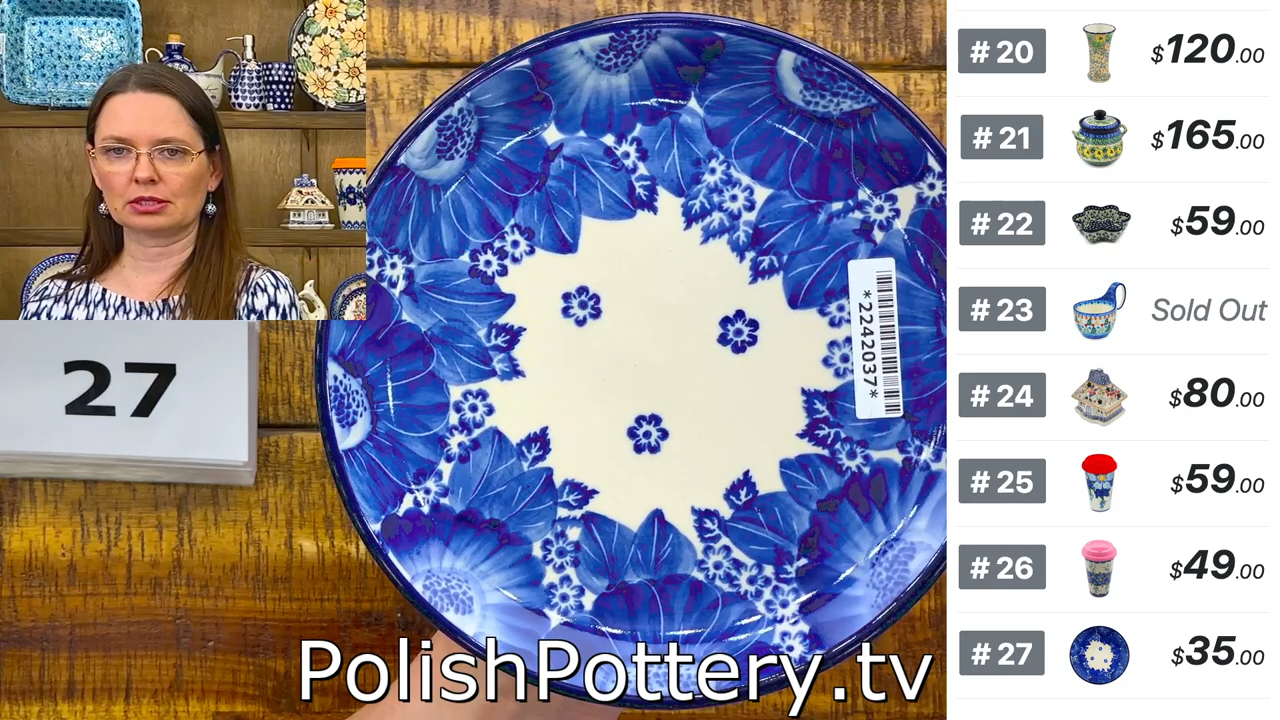 27
*2242037*
PolishPottery.tv
# 20 $120.00
# 21 $165.00
# 22 $59.00
# 23 Sold Out
# 24 $80.00
# 25 $59.00
# 26 $49.00
# 27 $35.00